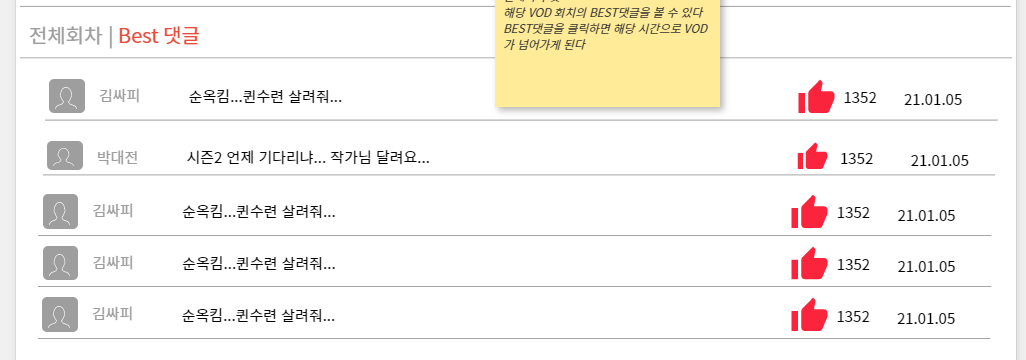 해당 VOD 회치의 BEST댓글을 볼 수 있다
BEST댓글을 클릭하면 해당 시간으로 VOD
가 넘어가게 된다
전체회차 | Best 댓글
김싸피 순옥킴...퀸수련 살려줘... 1352 21.01.05
박대전 시즌2 언제 기다리냐... 작가님 달려요... 1352 21.01.05
김싸피 순옥킴...퀸수련 살려줘... 1352 21.01.05
김싸피 순옥킴...퀸수련 살려줘... 1352 21.01.05
김싸피 순옥킴...퀸수련 살려줘... 1352 21.01.05